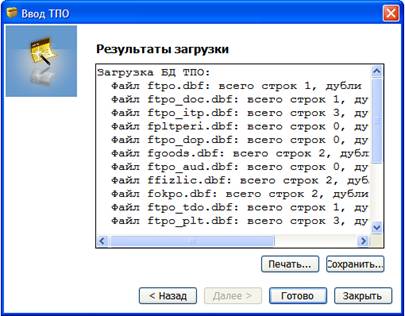 Ввод ТПО
Результаты загрузки
Загрузка БД ТПО:
Файл ftpo.dbf: всего строк 1, дубли
Файл ftpo_doc.dbf: всего строк 1, ду
Файл ftpo_itp.dbf: всего строк 3, ду
Файл fpltperi.dbf: всего строк 0, ду
Файл ftpo_dop.dbf: всего строк 0, ду
Файл fgoods.dbf: всего строк 2, дубл
Файл ftpo_aud.dbf: всего строк 0, ду
Файл ffizlic.dbf: всего строк 2, дуб
Файл fokpo.dbf: всего строк 2, дубли
Файл ftpo_tdo.dbf: всего строк 1, ду
Файл ftpo_plt.dbf: всего строк 3, ду
Печать... Сохранить...
< Назад Далее > Готово Закрыть